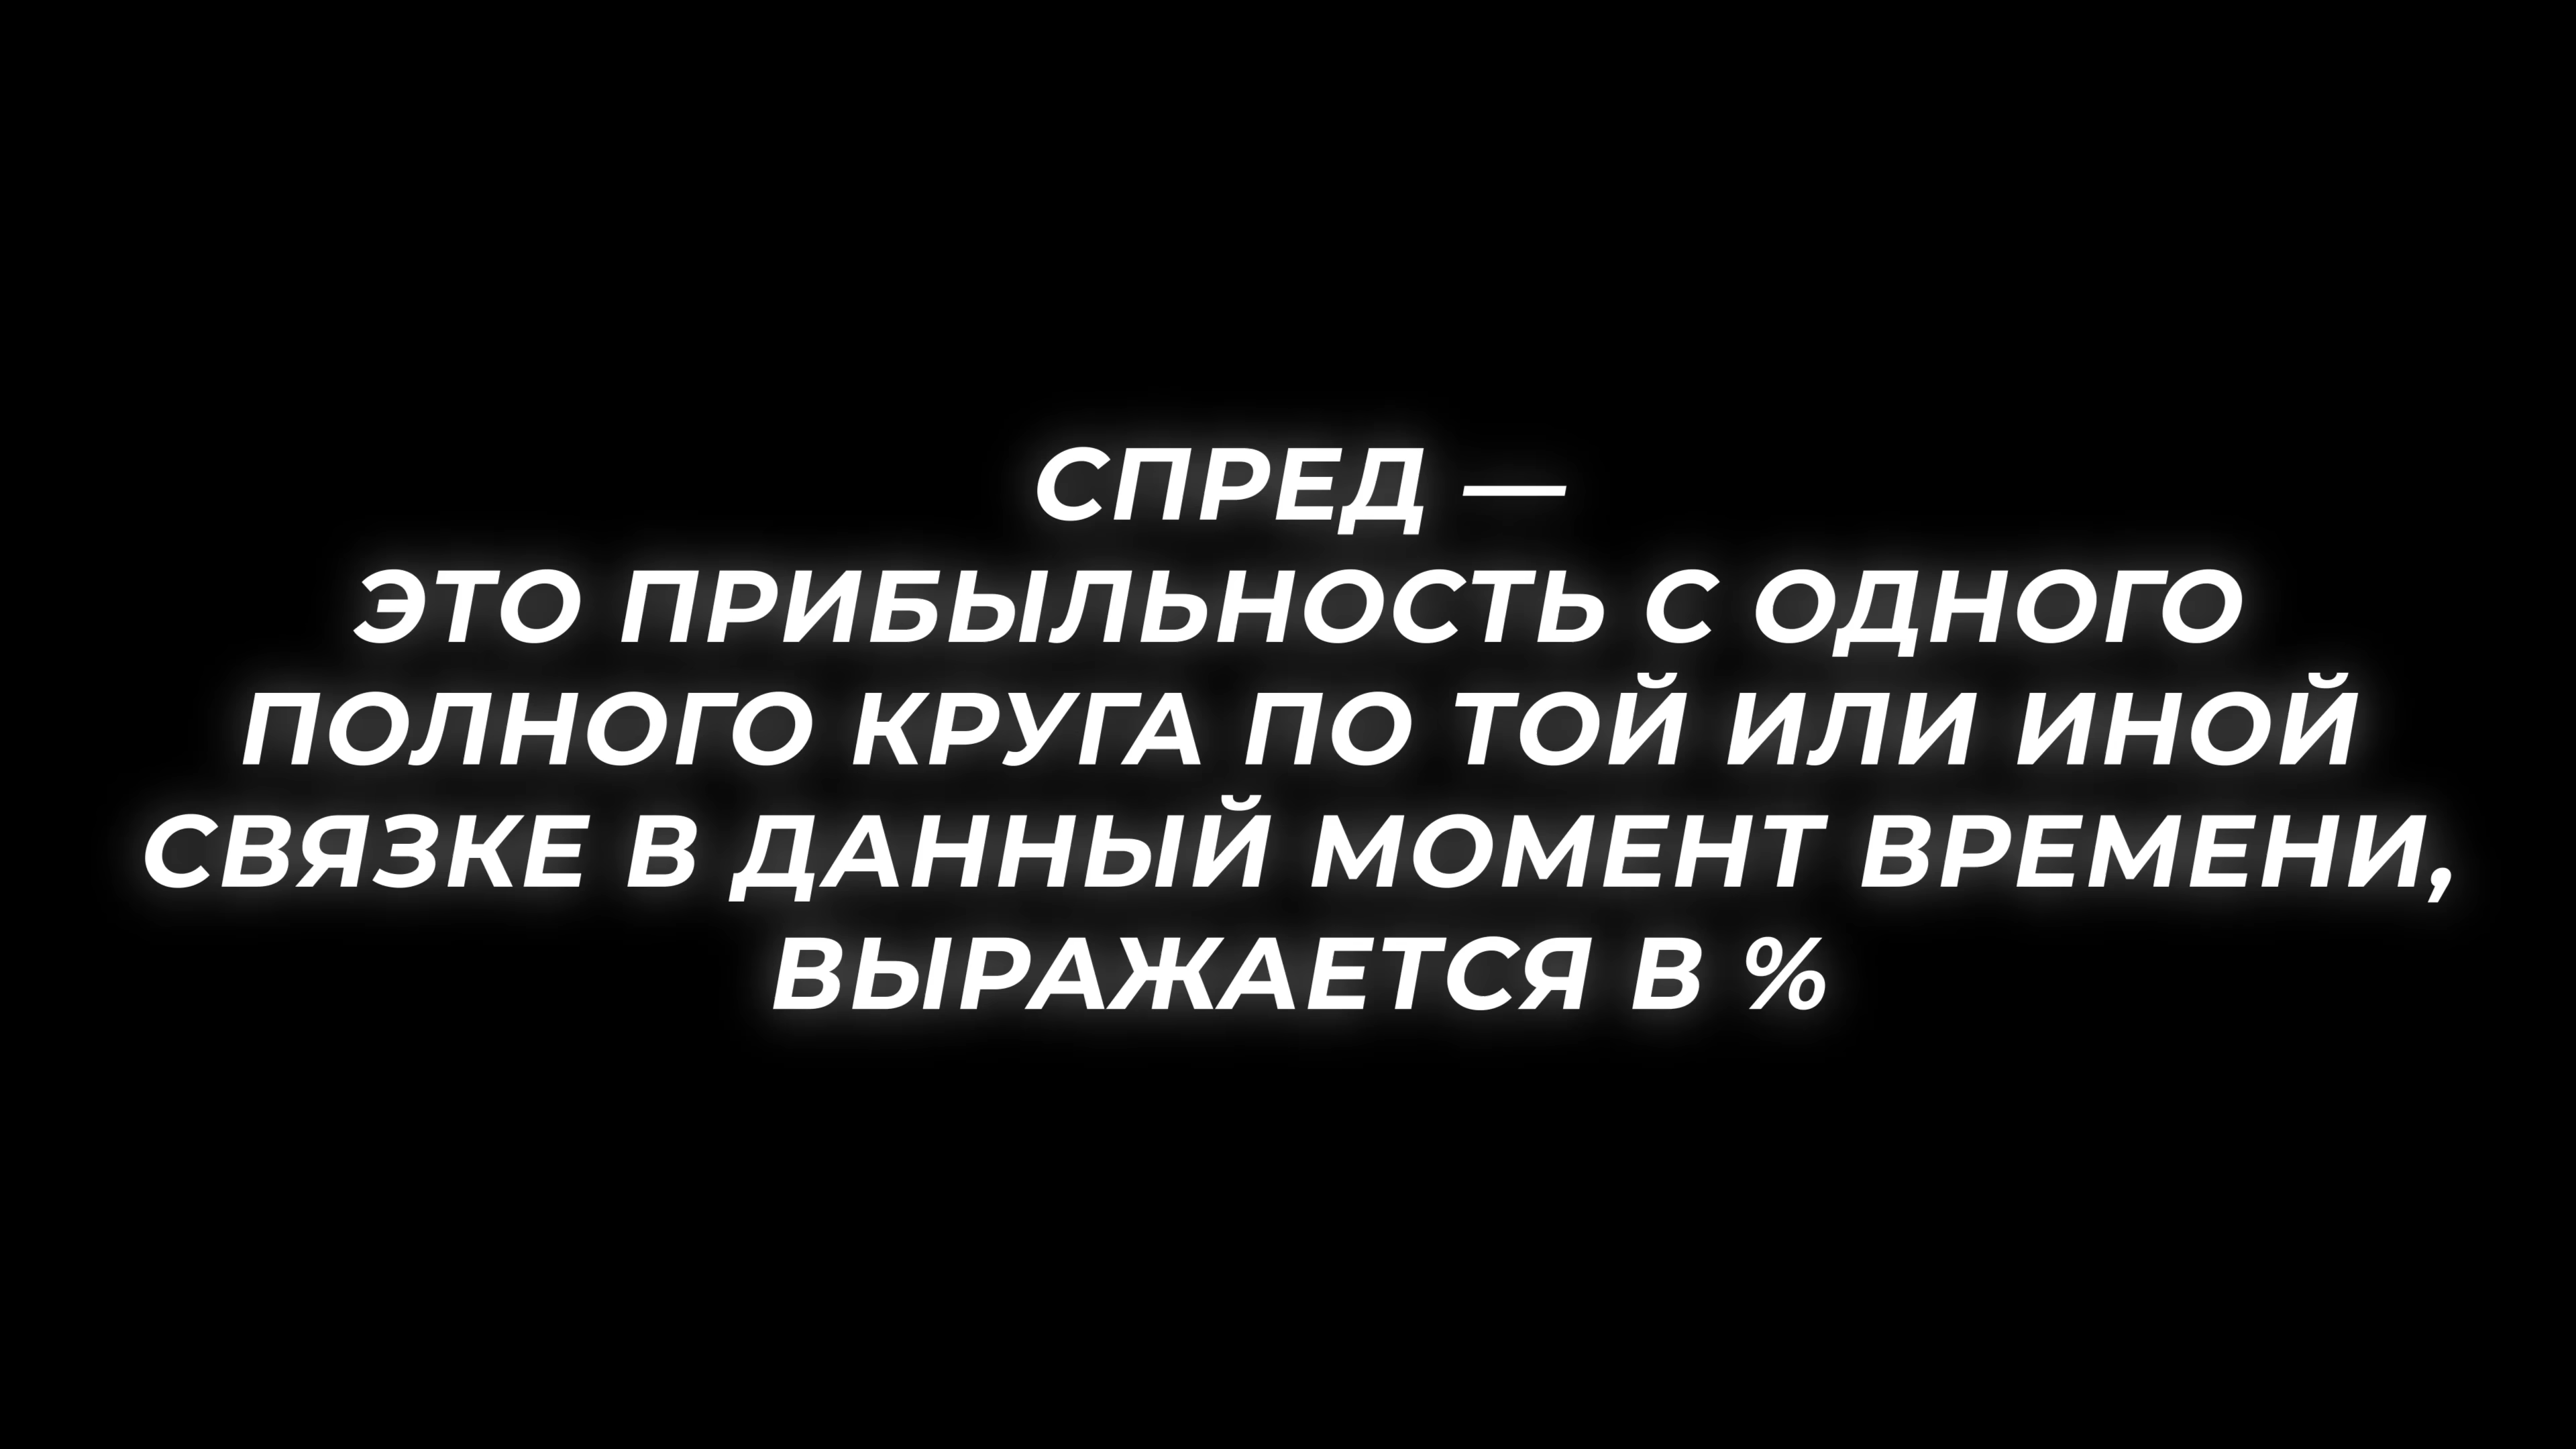 СПРЕД —
ЭТО ПРИБЫЛЬНОСТЬ С ОДНОГО
ПОЛНОГО КРУГА ПО ТОЙ ИЛИ ИНОЙ
СВЯЗКЕ В ДАННЫЙ МОМЕНТ ВРЕМЕНИ,
ВЫРАЖАЕТСЯ В %